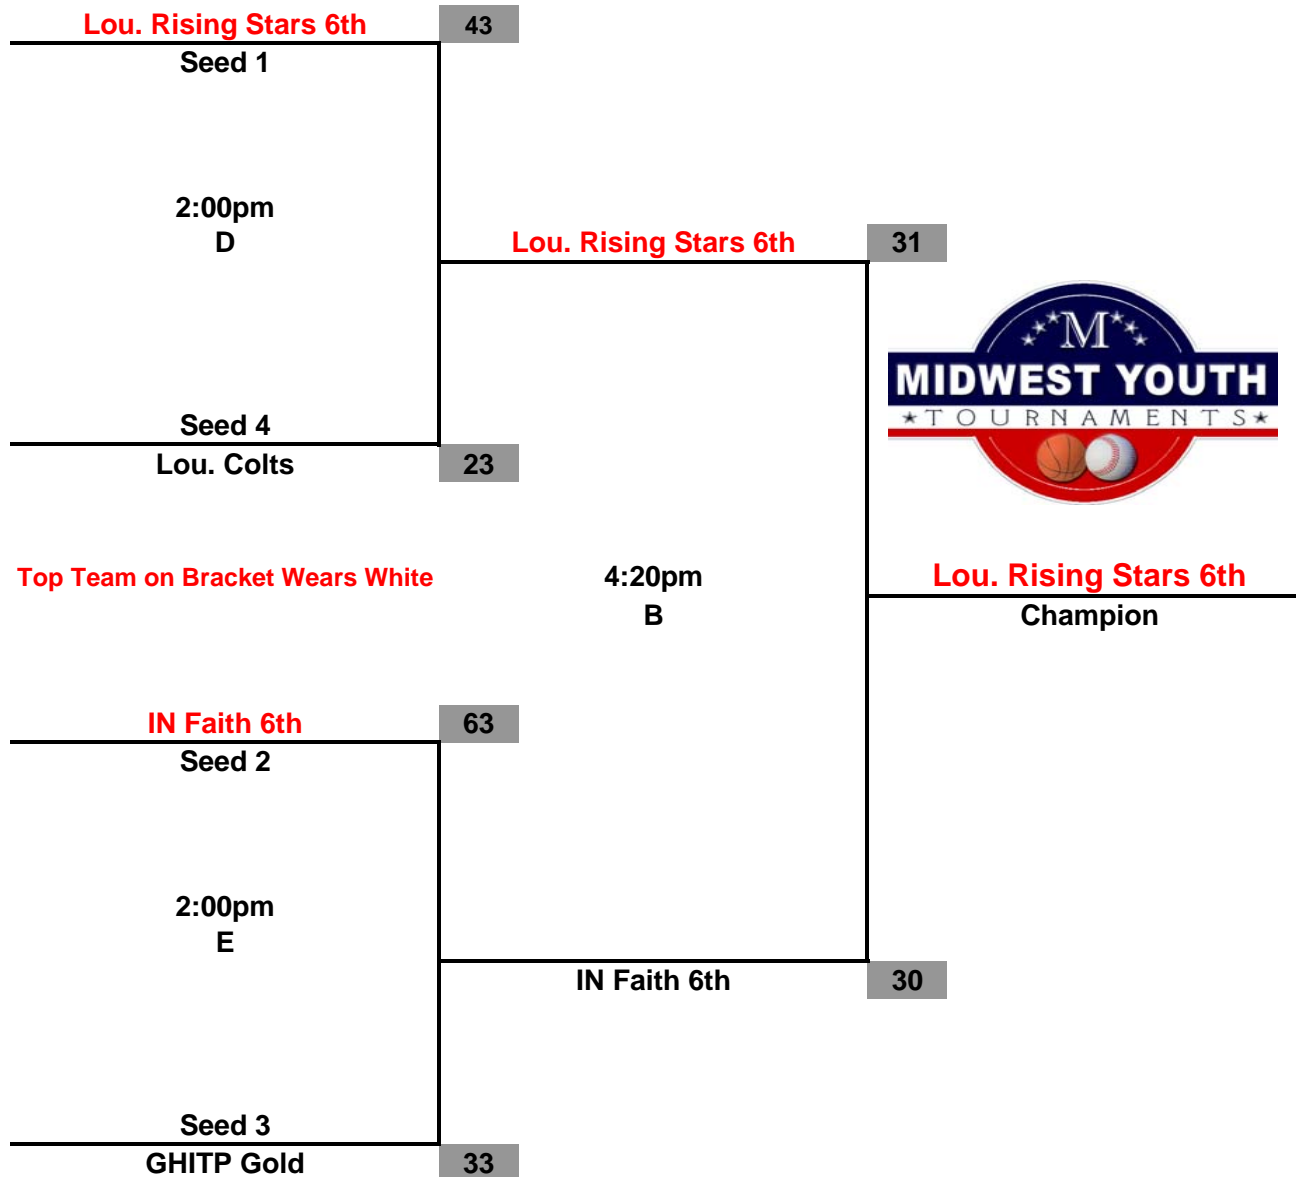 Lou. Rising Stars 6th 43
Seed 1
2:00pm
D
Lou. Rising Stars 6th 31
M
MIDWEST YOUTH
TOURNAMENTS
Seed 4
Lou. Colts 23
Top Team on Bracket Wears White
4:20pm
B
Lou. Rising Stars 6th
Champion
IN Faith 6th 63
Seed 2
2:00pm
E
IN Faith 6th 30
Seed 3
GHITP Gold 33